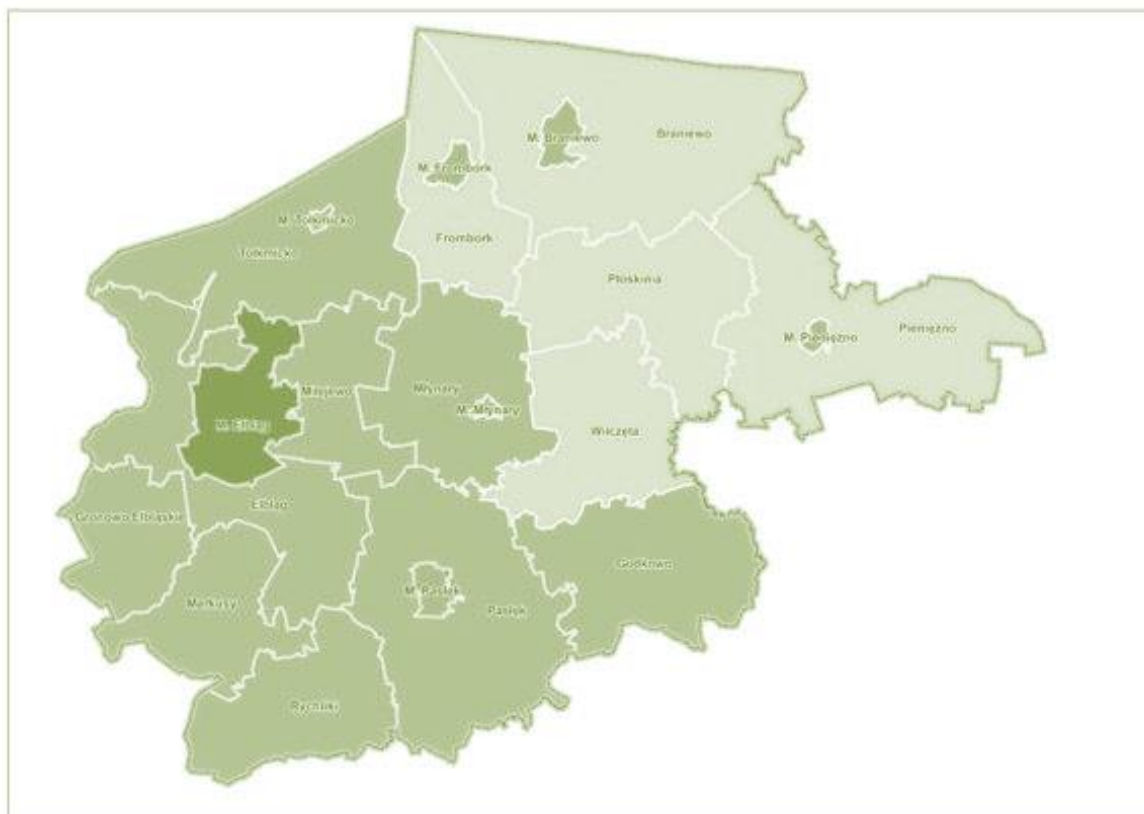 M. Braniewo
Braniewo
M. Frombork
M. Tolkmicko
Frombork
Tolkmicko
Płoskinia
Pieniężno
M. Pieniężno
Milejewo
Młynary
M. Młynary
M. Elbląg
Wilczęta
Elbląg
Gronowo Elbląskie
Godkowo
M. Pasłęk
Markusy
Pasłęk
Rychliki